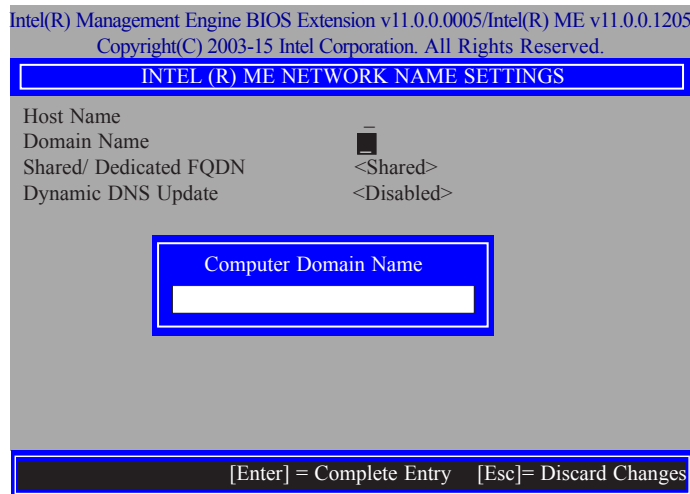 Intel(R) Management Engine BIOS Extension v11.0.0.0005/Intel(R) ME v11.0.0.1205
Copyright(C) 2003-15 Intel Corporation. All Rights Reserved.
INTEL (R) ME NETWORK NAME SETTINGS
Host Name _
Domain Name _
Shared/ Dedicated FQDN <Shared>
Dynamic DNS Update <Disabled>
Computer Domain Name
[Enter] = Complete Entry [Esc]= Discard Changes